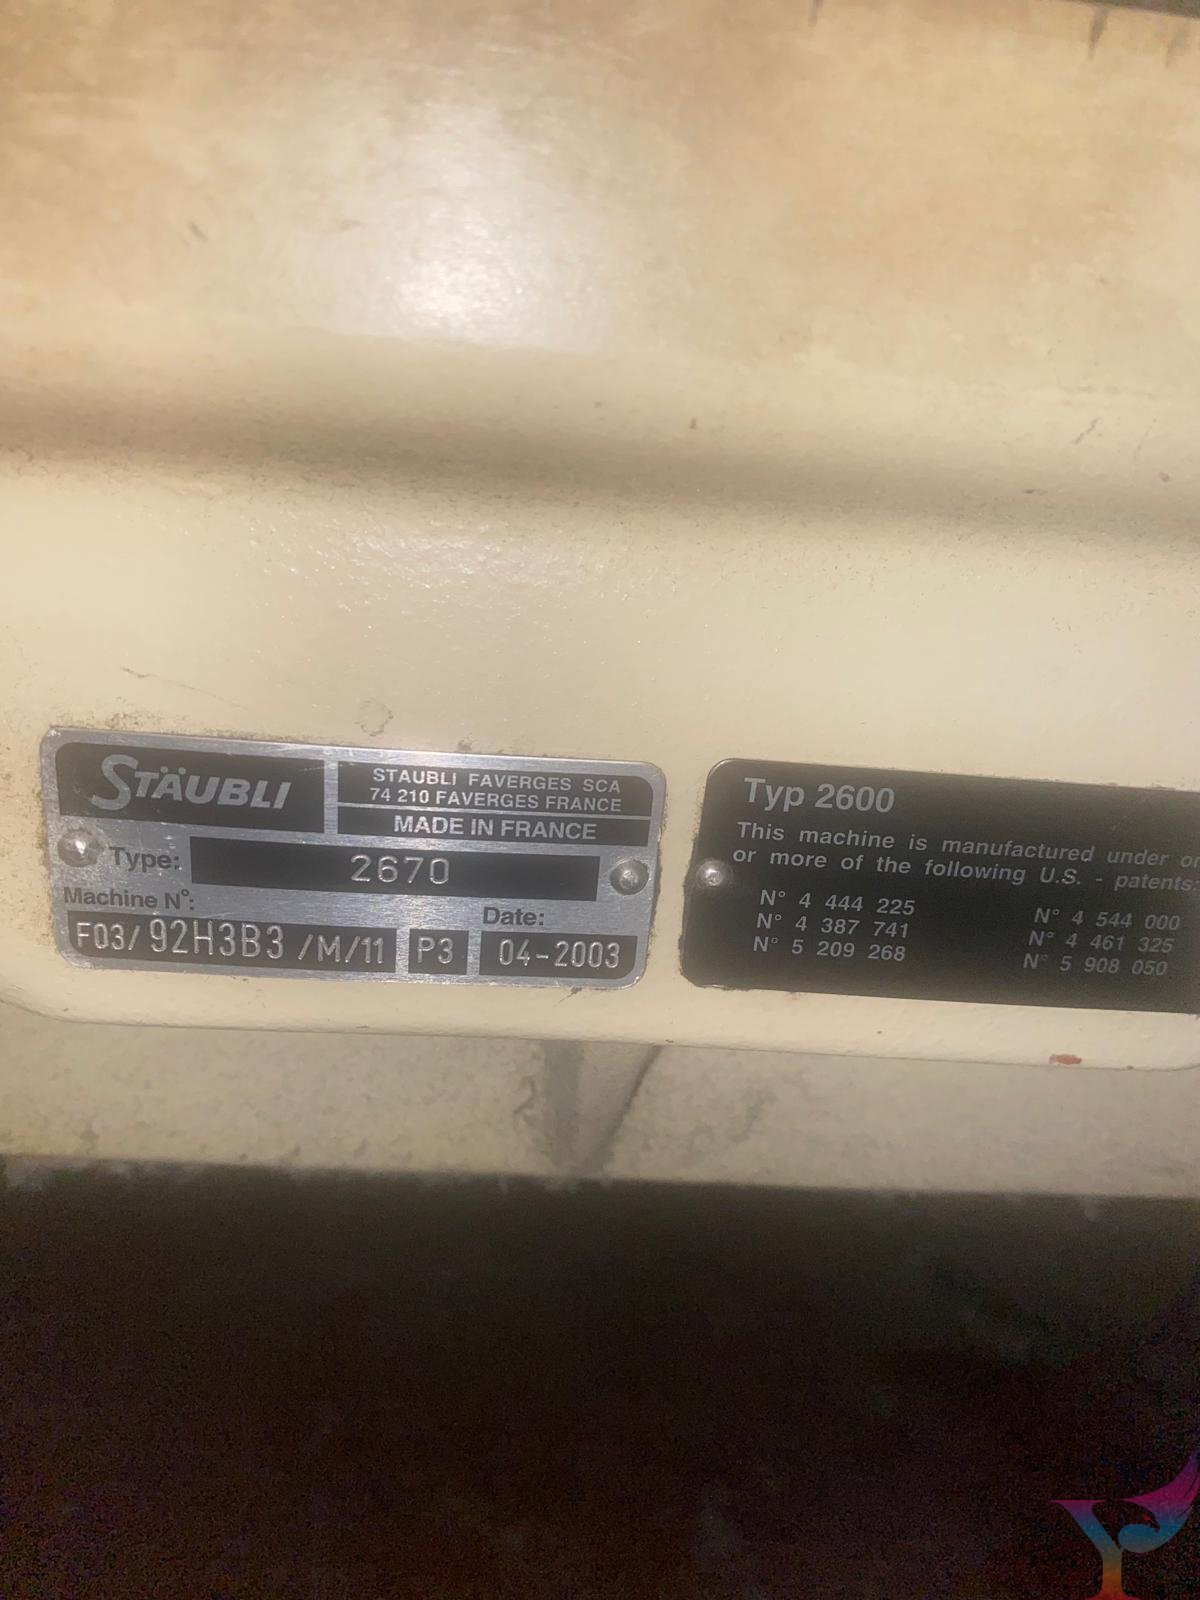 STÄUBLI
STAUBLI FAVERGES SCA
74 210 FAVERGES FRANCE
MADE IN FRANCE
Type: 2670
Machine N°:
F03/92H3B3/M/11 P3
Date:
04-2003
Typ 2600
This machine is manufactured under
or more of the following U.S. - patents:
N° 4 444 225 N° 4 544 000
N° 4 387 741 N° 4 461 325
N° 5 209 268 N° 5 908 050